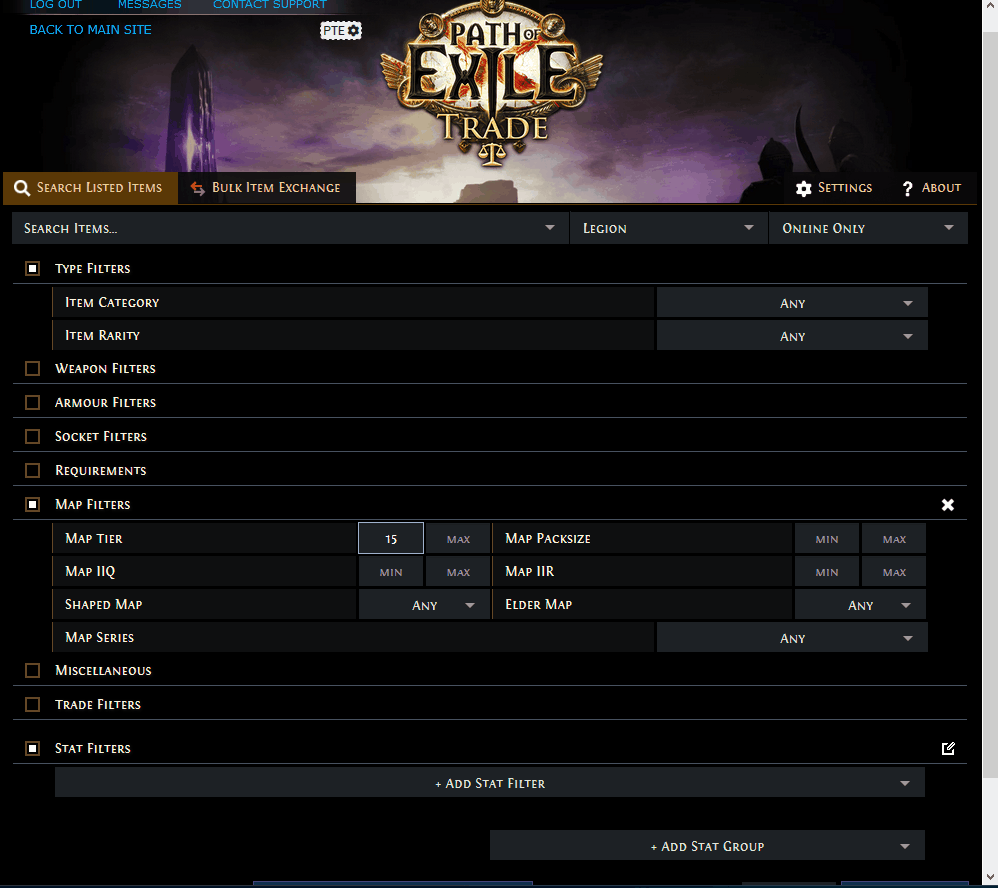 LOG OUT MESSAGES CONTACT SUPPORT
BACK TO MAIN SITE PTE
PATH OF
EXILE
TRADE
Search Listed Items Bulk Item Exchange Settings ? About
Search Items... Legion Online Only
Type Filters
Item Category Any
Item Rarity Any
Weapon Filters
Armour Filters
Socket Filters
Requirements
Map Filters
Map Tier 15 max Map Packsize min max
Map IIQ min max Map IIR min max
Shaped Map Any Elder Map Any
Map Series Any
Miscellaneous
Trade Filters
Stat Filters
+ Add Stat Filter
+ Add Stat Group